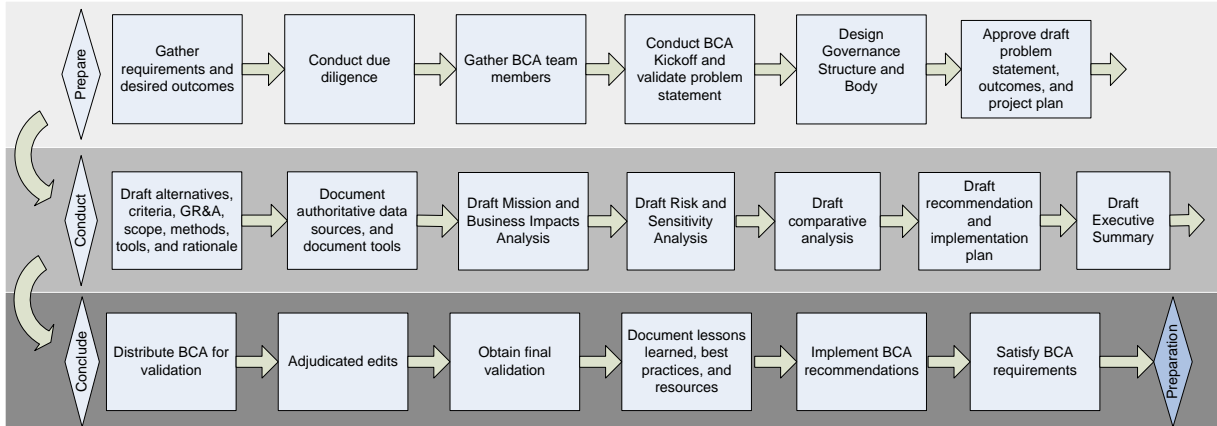 Prepare
Gather
requirements and
desired outcomes
Conduct due
diligence
Gather BCA team
members
Conduct BCA
Kickoff and
validate problem
statement
Design
Governance
Structure and
Body
Approve draft
problem
statement,
outcomes, and
project plan
Conduct
Draft alternatives,
criteria, GR&A,
scope, methods,
tools, and rationale
Document
authoritative data
sources, and
document tools
Draft Mission and
Business Impacts
Analysis
Draft Risk and
Sensitivity Analysis
Draft
comparative
analysis
Draft
recommendation
and
implementation
plan
Draft
Executive
Summary
Conclude
Distribute BCA for
validation
Adjudicated edits
Obtain final
validation
Document lessons
learned, best
practices, and
resources
Implement BCA
recommendations
Satisfy BCA
requirements
Preparation